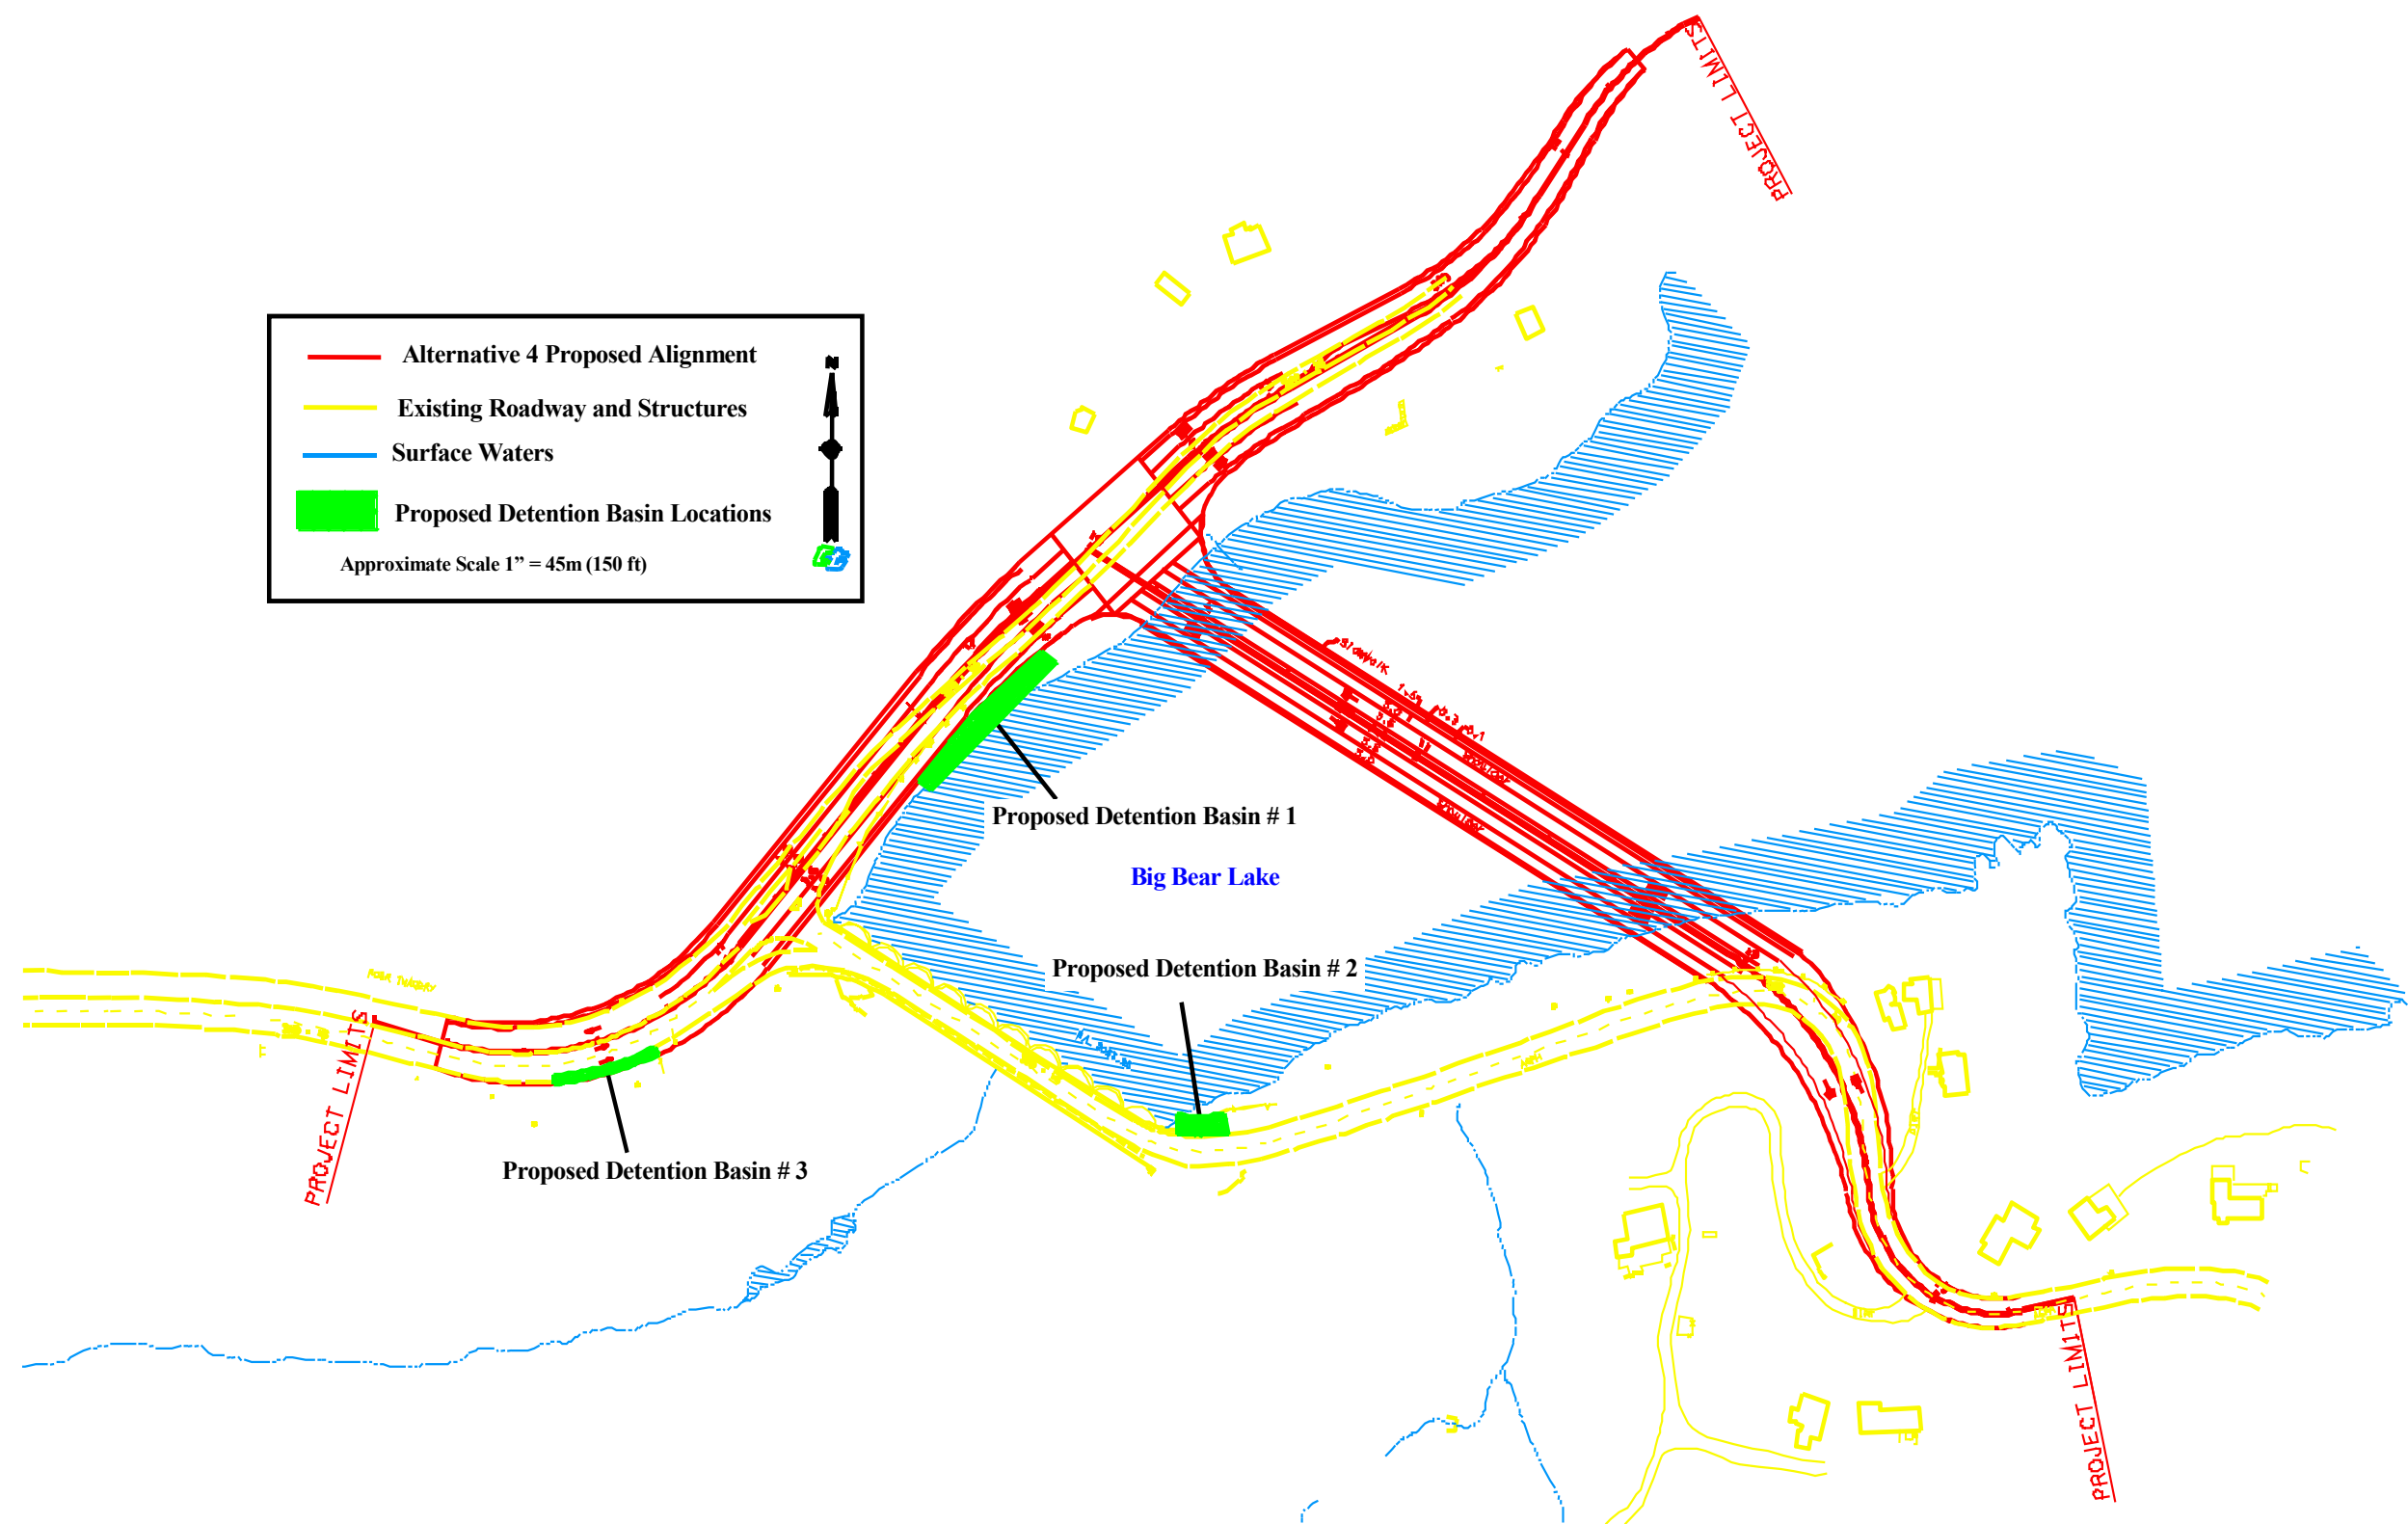 PROJECT LIMITS
N
Alternative 4 Proposed Alignment
Existing Roadway and Structures
Surface Waters
Proposed Detention Basin Locations
Approximate Scale 1” = 45m (150 ft)
Sidewalk
Proposed Detention Basin # 1
Big Bear Lake
Proposed Detention Basin # 2
PROJECT LIMITS
Proposed Detention Basin # 3
PROJECT LIMITS